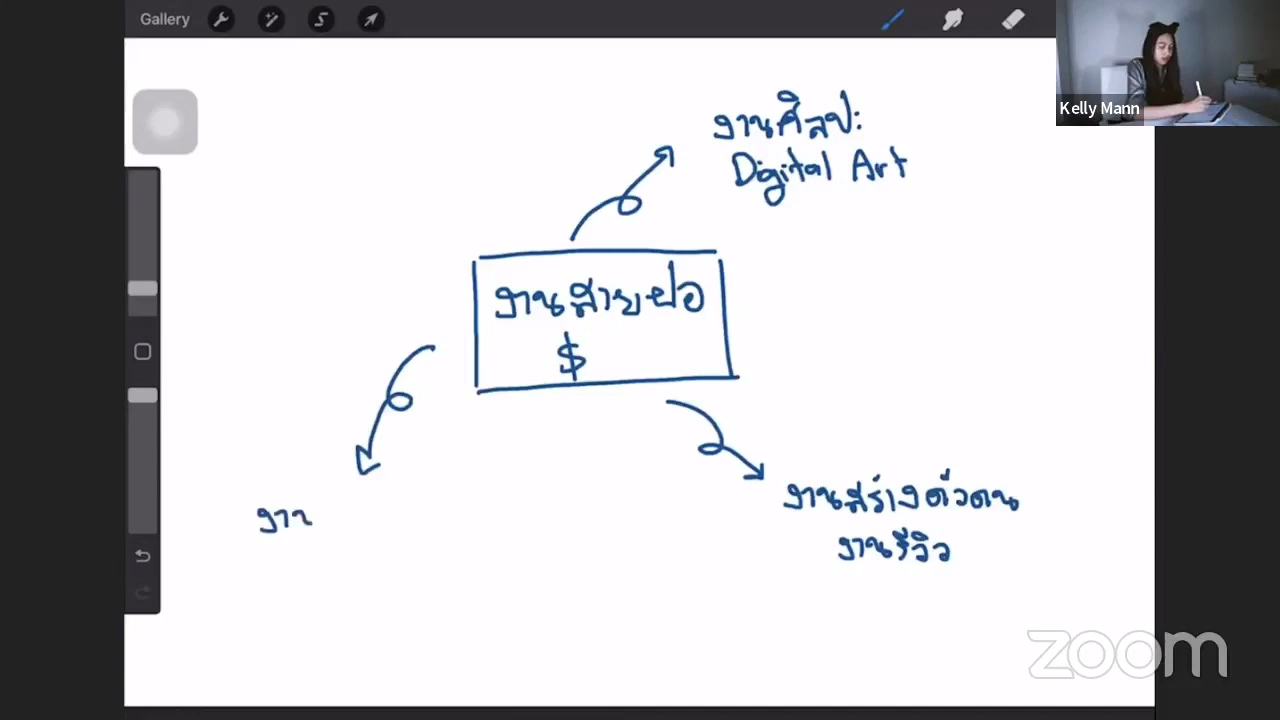 Gallery
Kelly Mann
งานศิลปะ
Digital Art
งานสายฝอ
$
งานสร้างตัวตน
งานรีวิว
งาน
zoom